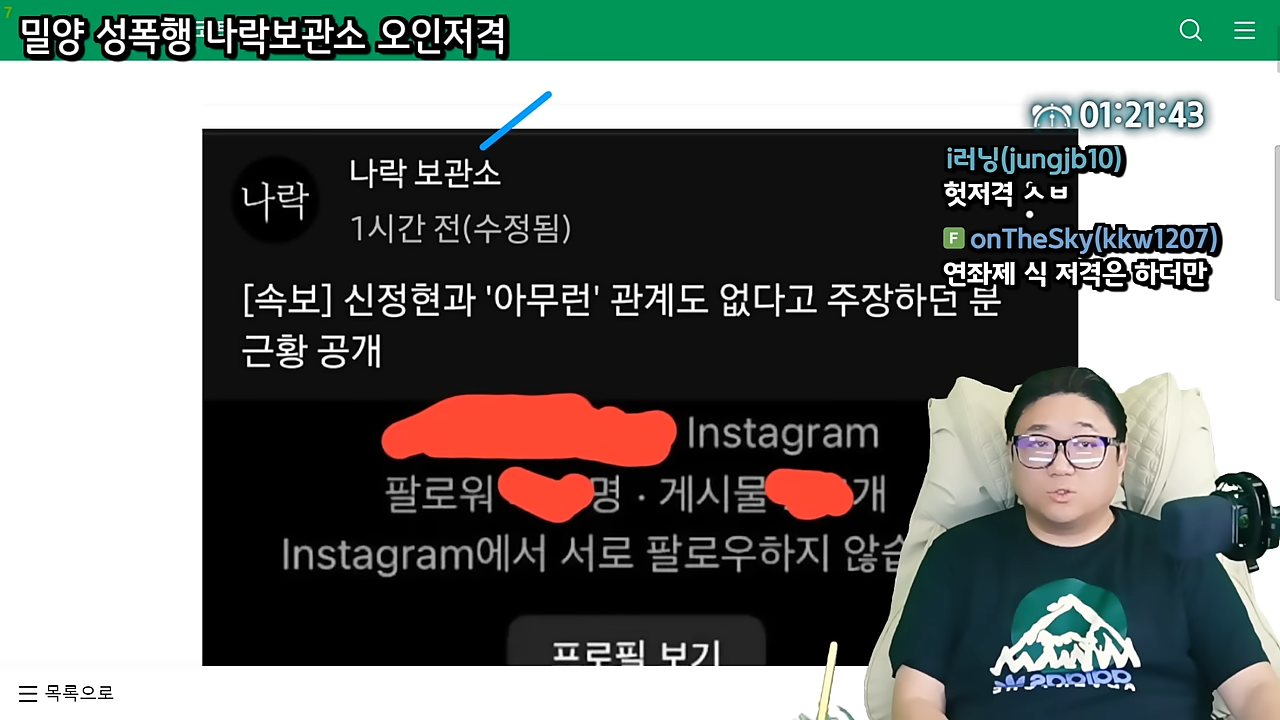 7
밀양 성폭행 나락보관소 오인저격
01:21:43
i러닝(jungjb10)
헛저격 ㅅㅂ
F onTheSky(kkw1207)
연좌제 식 저격은 하더만
나락
나락 보관소
1시간 전(수정됨)
[속보] 신정현과 '아무런' 관계도 없다고 주장하던 분
근황 공개
Instagram
팔로워 명 · 게시물 개
Instagram에서 서로 팔로우하지
프로필 보기
목록으로